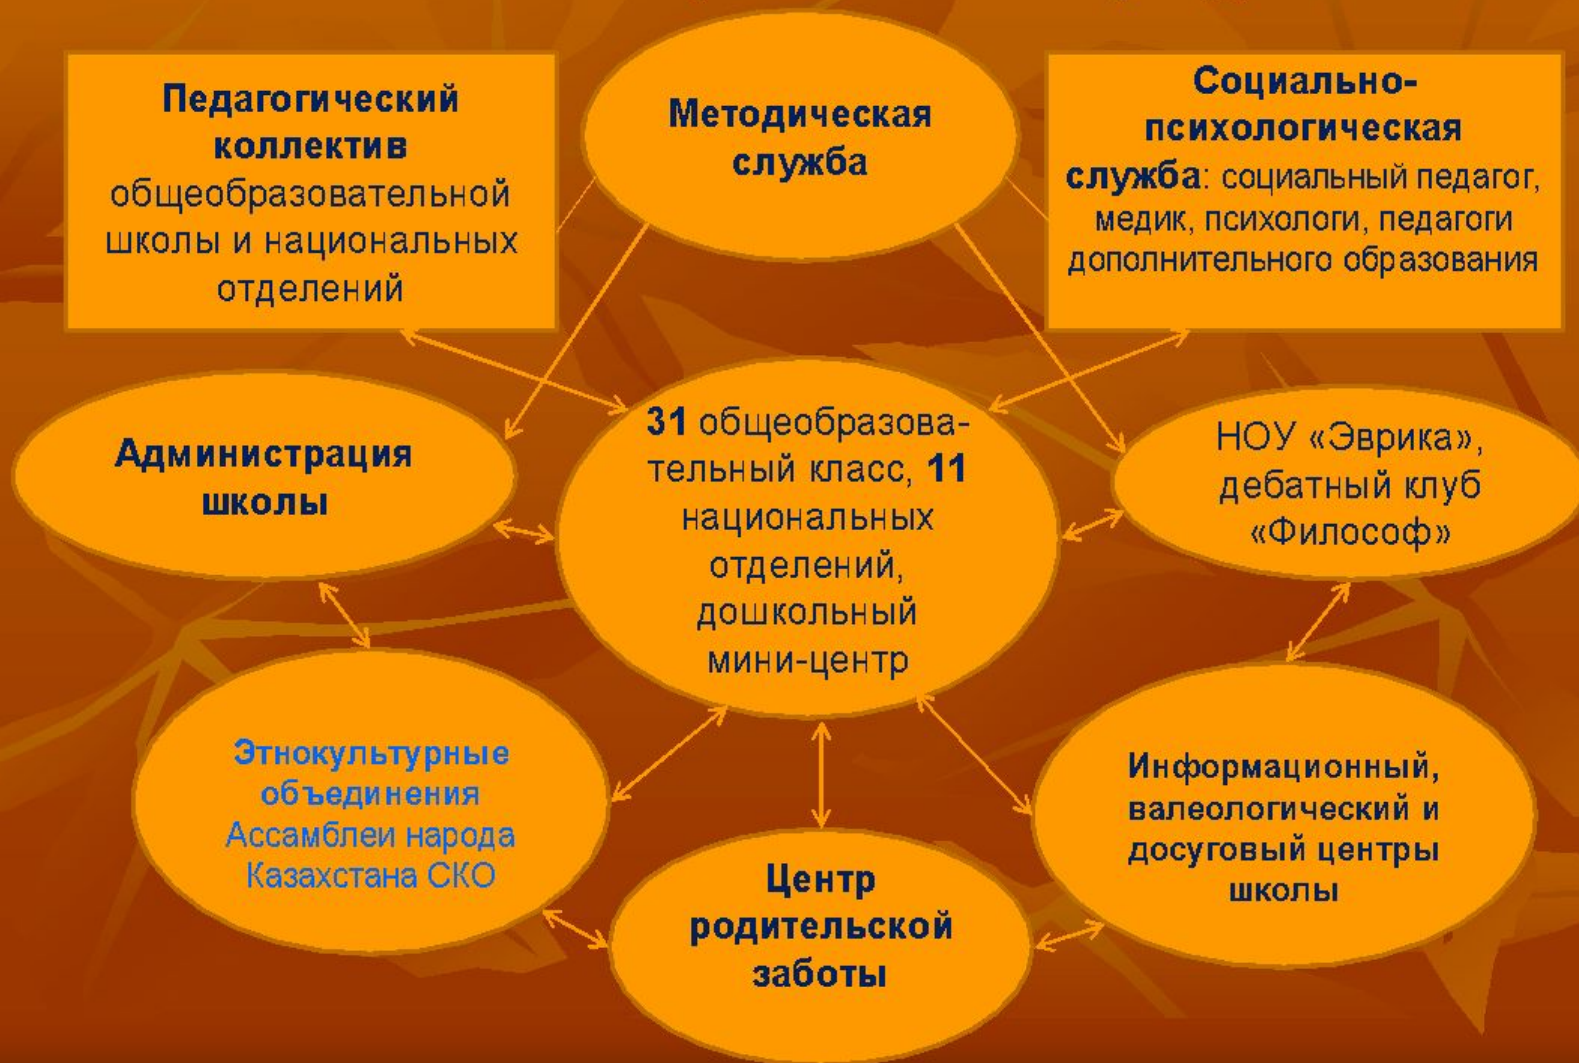 Педагогический
коллектив
общеобразовательной
школы и национальных
отделений
Методическая
служба
Социально-
психологическая
служба: социальный педагог,
медик, психологи, педагоги
дополнительного образования
Администрация
школы
31 общеобразова-
тельный класс, 11
национальных
отделений,
дошкольный
мини-центр
НОУ «Эврика»,
дебатный клуб
«Философ»
Этнокультурные
объединения
Ассамблеи народа
Казахстана СКО
Центр
родительской
заботы
Информационный,
валеологический и
досуговый центры
школы